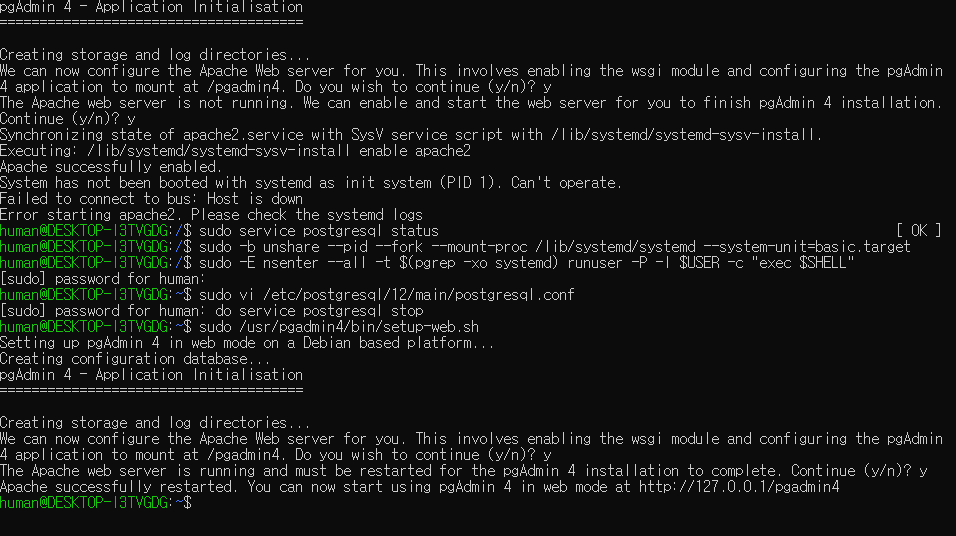 pgAdmin 4 - Application Initialisation
======================================
Creating storage and log directories...
We can now configure the Apache Web server for you. This involves enabling the wsgi module and configuring the pgAdmin
4 application to mount at /pgadmin4. Do you wish to continue (y/n)? y
The Apache web server is not running. We can enable and start the web server for you to finish pgAdmin 4 installation.
Continue (y/n)? y
Synchronizing state of apache2.service with SysV service script with /lib/systemd/systemd-sysv-install.
Executing: /lib/systemd/systemd-sysv-install enable apache2
Apache successfully enabled.
System has not been booted with systemd as init system (PID 1). Can't operate.
Failed to connect to bus: Host is down
Error starting apache2. Please check the systemd logs
human@DESKTOP-I3TVGDG:/$ sudo service postgresql status [ OK ]
human@DESKTOP-I3TVGDG:/$ sudo -b unshare --pid --fork --mount-proc /lib/systemd/systemd --system-unit=basic.target
human@DESKTOP-I3TVGDG:/$ sudo -E nsenter --all -t $(pgrep -xo systemd) runuser -P -l $USER -c "exec $SHELL"
[sudo] password for human:
human@DESKTOP-I3TVGDG:~$ sudo vi /etc/postgresql/12/main/postgresql.conf
[sudo] password for human: do service postgresql stop
human@DESKTOP-I3TVGDG:~$ sudo /usr/pgadmin4/bin/setup-web.sh
Setting up pgAdmin 4 in web mode on a Debian based platform...
Creating configuration database...
pgAdmin 4 - Application Initialisation
======================================
Creating storage and log directories...
We can now configure the Apache Web server for you. This involves enabling the wsgi module and configuring the pgAdmin
4 application to mount at /pgadmin4. Do you wish to continue (y/n)? y
The Apache web server is running and must be restarted for the pgAdmin 4 installation to complete. Continue (y/n)? y
Apache successfully restarted. You can now start using pgAdmin 4 in web mode at http://127.0.0.1/pgadmin4
human@DESKTOP-I3TVGDG:~$